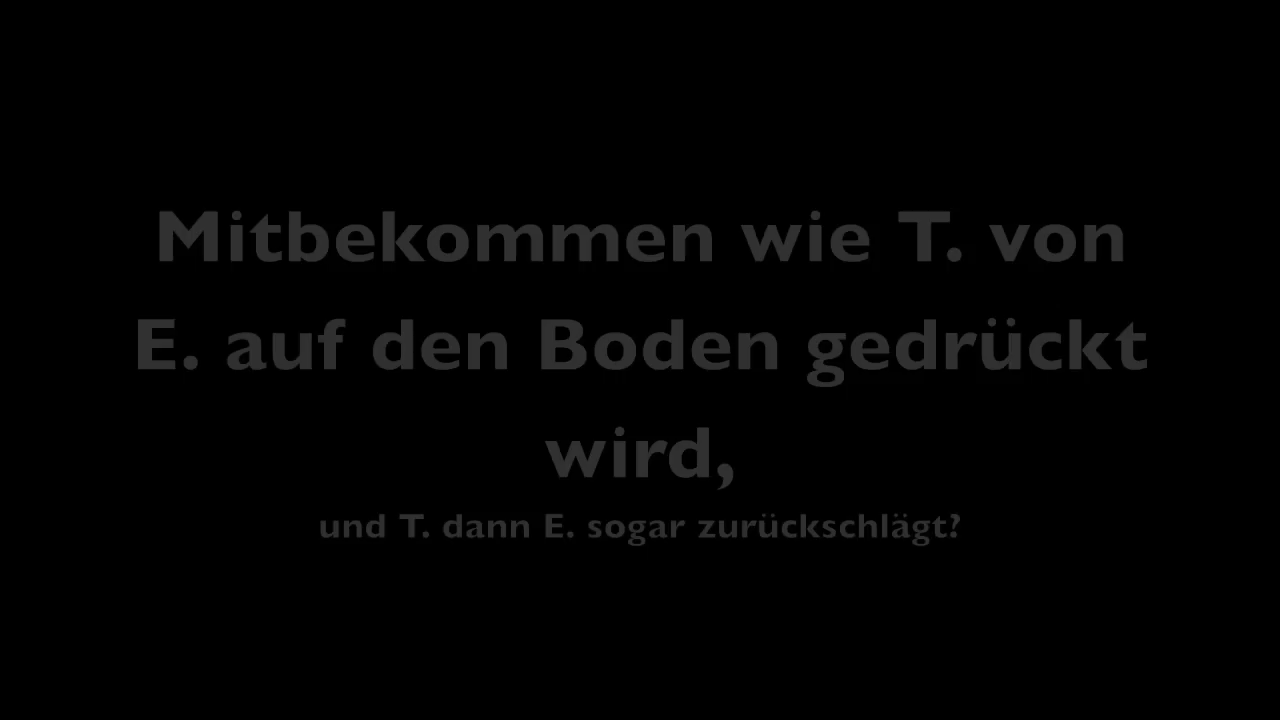 Mitbekommen wie T. von
E. auf den Boden gedrückt
wird,
und T. dann E. sogar zurückschlägt?